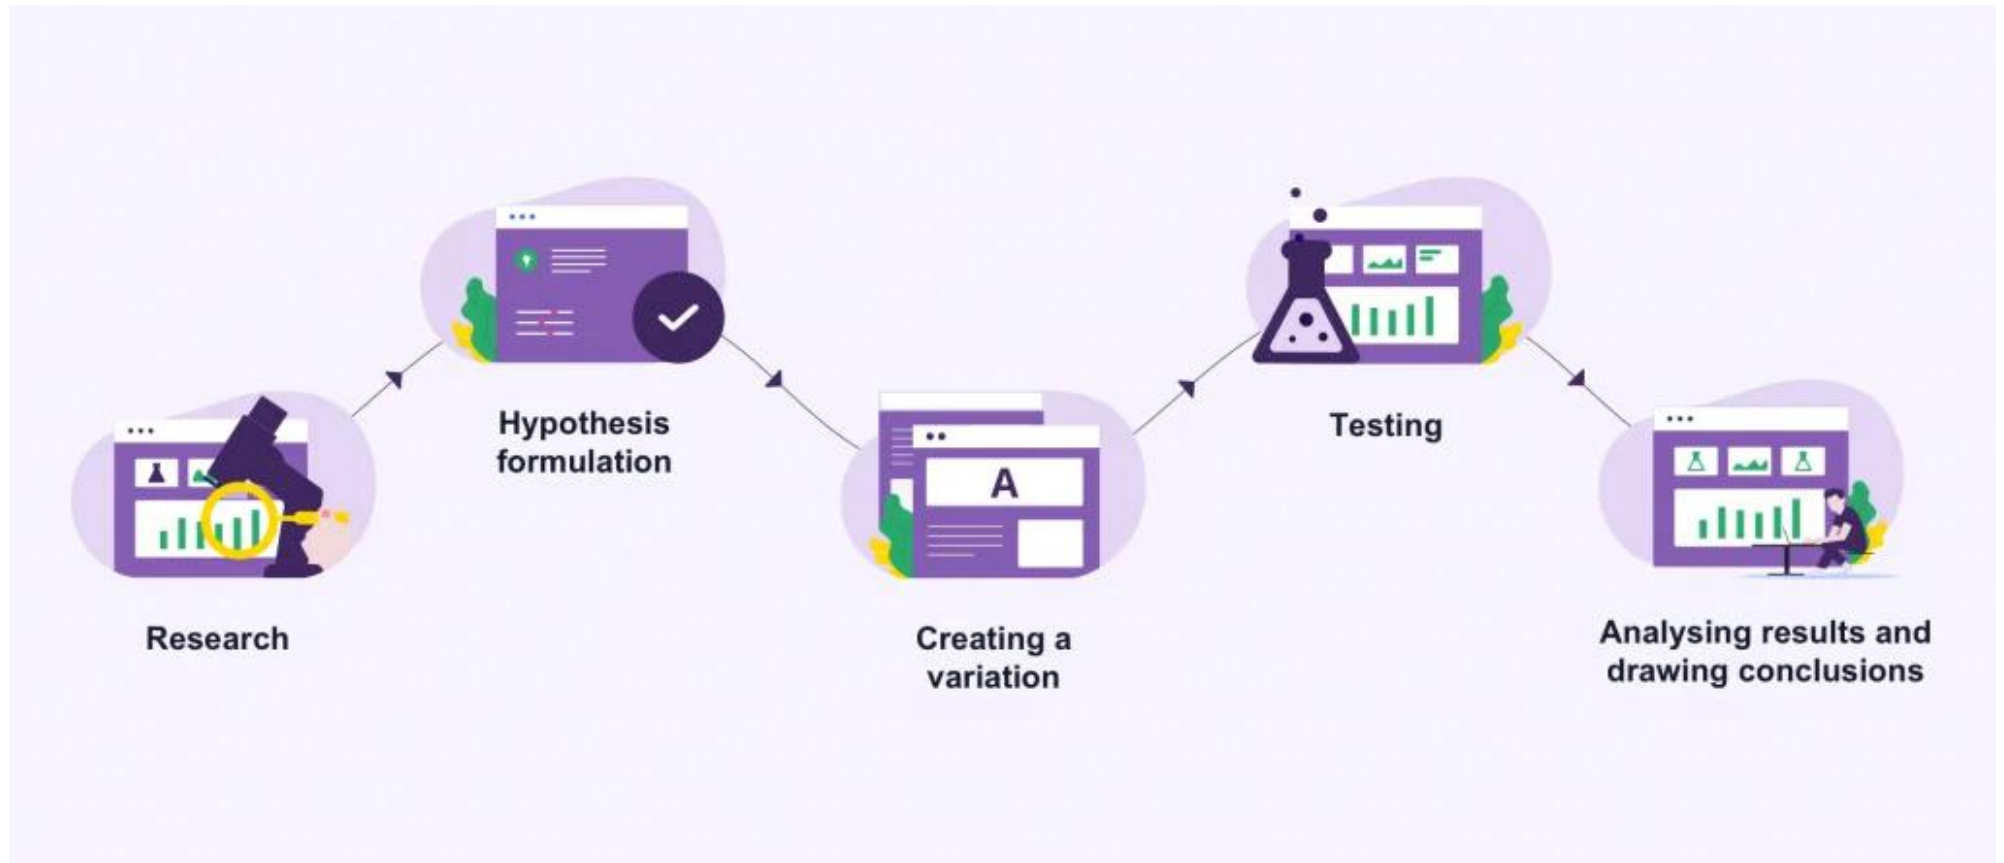 Research
Hypothesis
formulation
A
Creating a
variation
Testing
Analysing results and
drawing conclusions